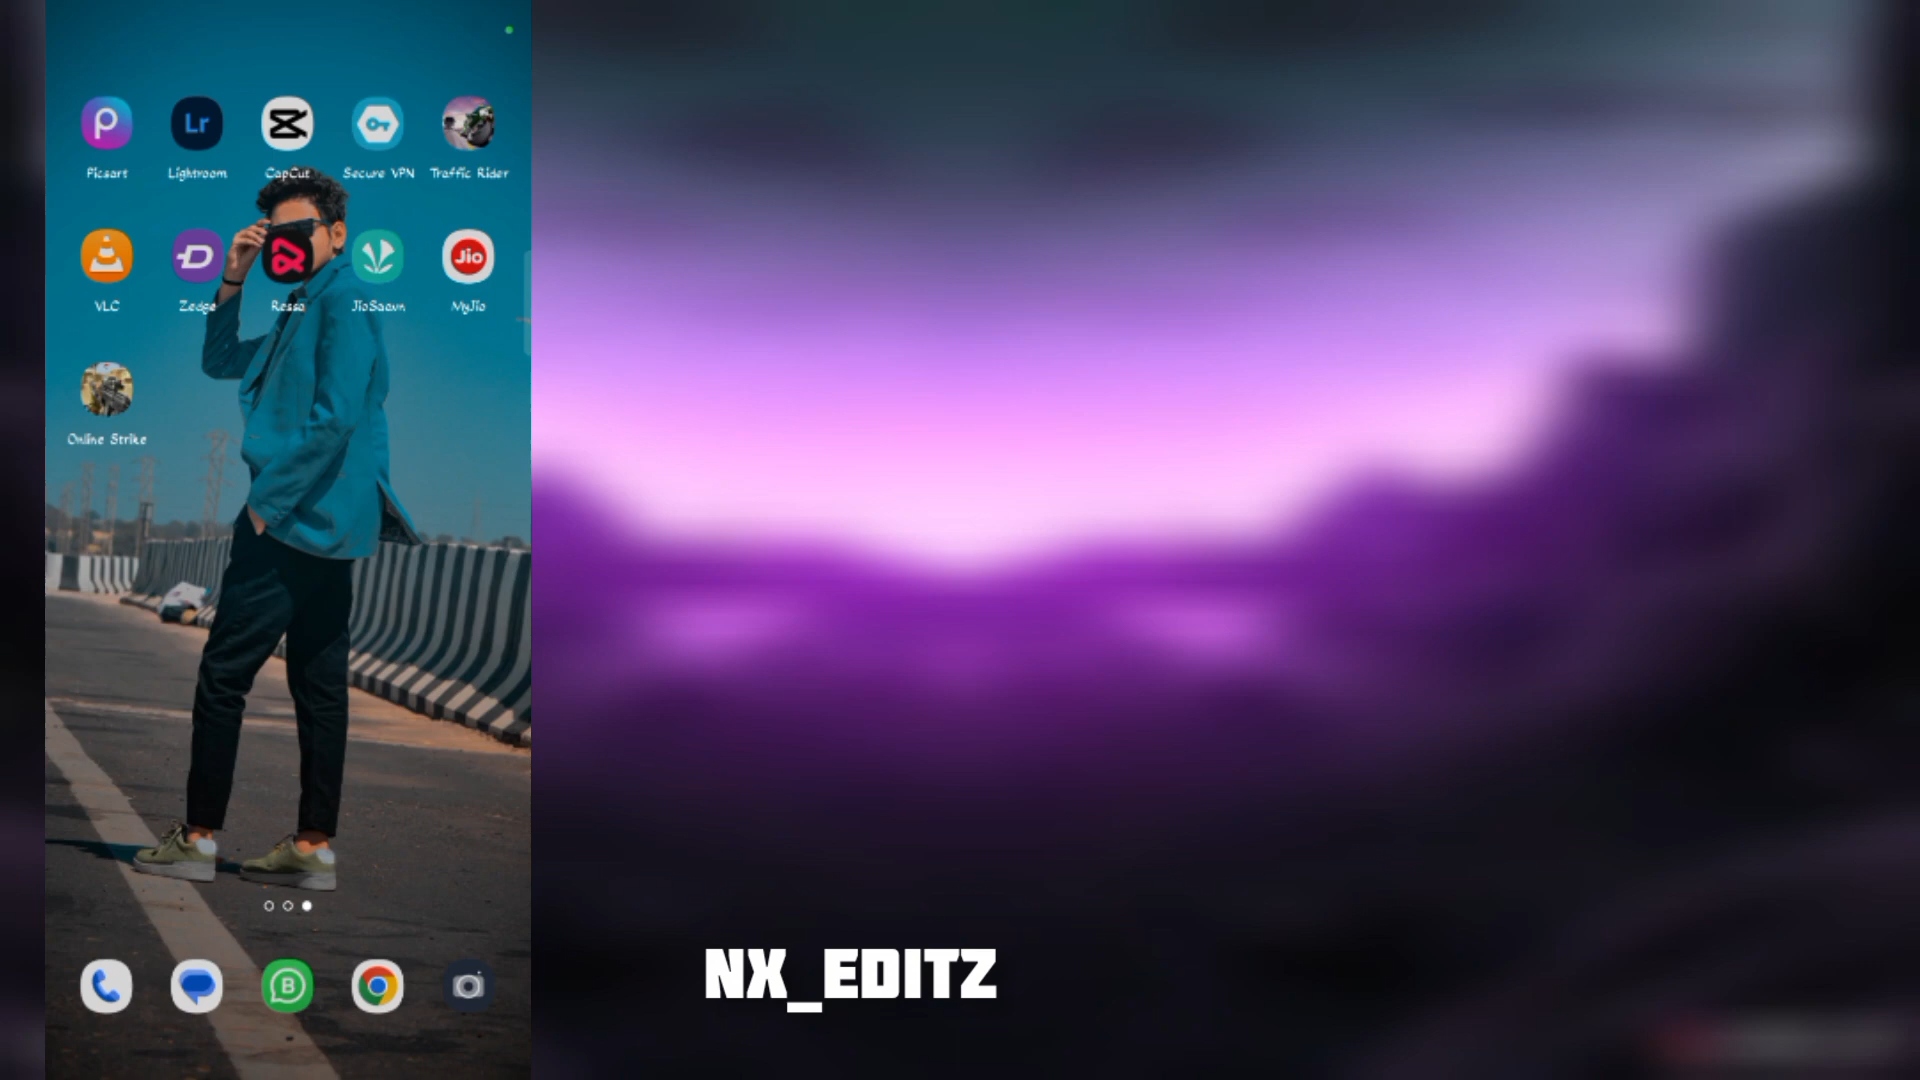 Picsart Lightroom CapCut Secure VPN Traffic Rider
Lr
VLC Zedge Resso JioSaavn MyJio
Jio
Online Strike
B
NX_EDITZ